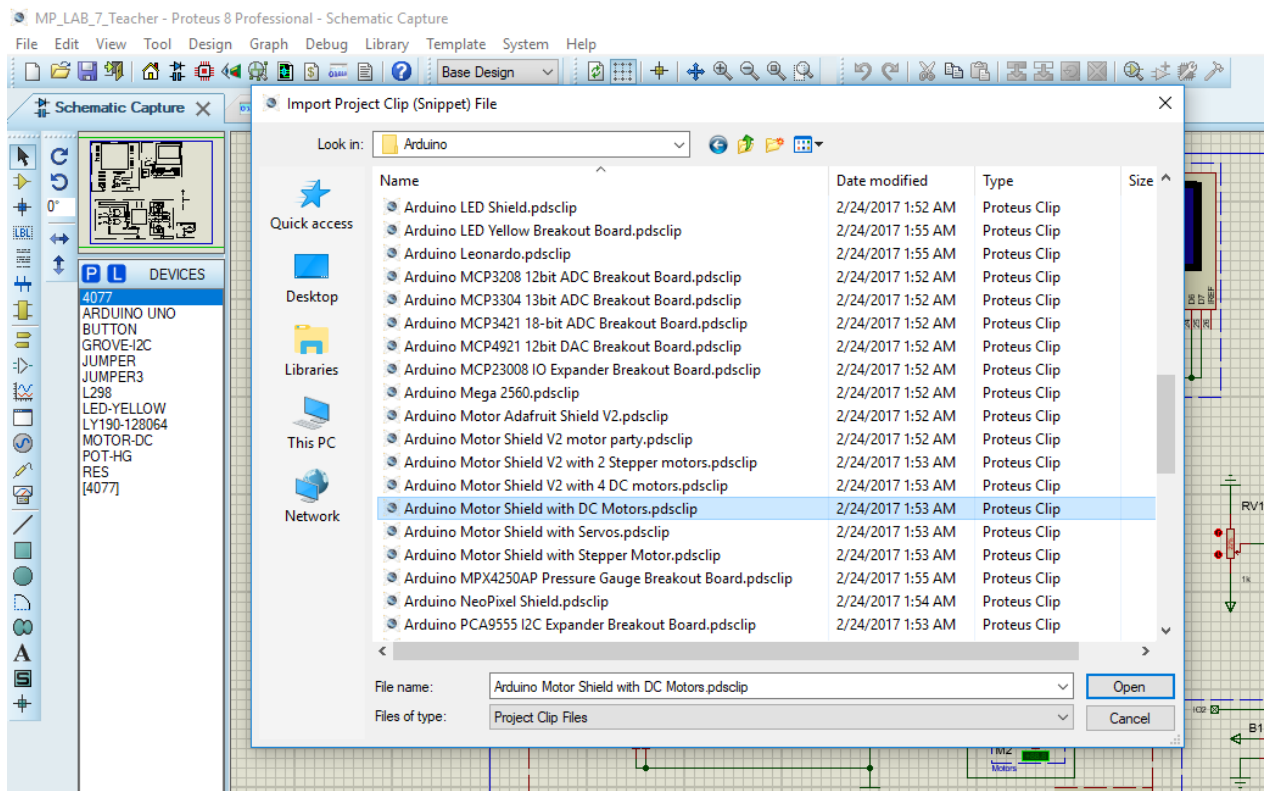 MP_LAB_7_Teacher - Proteus 8 Professional - Schematic Capture
File Edit View Tool Design Graph Debug Library Template System Help
Base Design
Schematic Capture
Import Project Clip (Snippet) File
Look in: Arduino
Name Date modified Type Size
Arduino LED Shield.pdsclip 2/24/2017 1:52 AM Proteus Clip
Arduino LED Yellow Breakout Board.pdsclip 2/24/2017 1:55 AM Proteus Clip
Arduino Leonardo.pdsclip 2/24/2017 1:55 AM Proteus Clip
Arduino MCP3208 12bit ADC Breakout Board.pdsclip 2/24/2017 1:52 AM Proteus Clip
Arduino MCP3304 13bit ADC Breakout Board.pdsclip 2/24/2017 1:52 AM Proteus Clip
Arduino MCP3421 18-bit ADC Breakout Board.pdsclip 2/24/2017 1:52 AM Proteus Clip
Arduino MCP4921 12bit DAC Breakout Board.pdsclip 2/24/2017 1:52 AM Proteus Clip
Arduino MCP23008 IO Expander Breakout Board.pdsclip 2/24/2017 1:52 AM Proteus Clip
Arduino Mega 2560.pdsclip 2/24/2017 1:52 AM Proteus Clip
Arduino Motor Adafruit Shield V2.pdsclip 2/24/2017 1:52 AM Proteus Clip
Arduino Motor Shield V2 motor party.pdsclip 2/24/2017 1:52 AM Proteus Clip
Arduino Motor Shield V2 with 2 Stepper motors.pdsclip 2/24/2017 1:53 AM Proteus Clip
Arduino Motor Shield V2 with 4 DC motors.pdsclip 2/24/2017 1:53 AM Proteus Clip
Arduino Motor Shield with DC Motors.pdsclip 2/24/2017 1:53 AM Proteus Clip
Arduino Motor Shield with Servos.pdsclip 2/24/2017 1:53 AM Proteus Clip
Arduino Motor Shield with Stepper Motor.pdsclip 2/24/2017 1:53 AM Proteus Clip
Arduino MPX4250AP Pressure Gauge Breakout Board.pdsclip 2/24/2017 1:55 AM Proteus Clip
Arduino NeoPixel Shield.pdsclip 2/24/2017 1:54 AM Proteus Clip
Arduino PCA9555 I2C Expander Breakout Board.pdsclip 2/24/2017 1:53 AM Proteus Clip
Quick access
Desktop
Libraries
This PC
Network
File name: Arduino Motor Shield with DC Motors.pdsclip Open
Files of type: Project Clip Files Cancel
0°
LBL
A
S
P L DEVICES
4077
ARDUINO UNO
BUTTON
GROVE-I2C
JUMPER
JUMPER3
L298
LED-YELLOW
LY190-128064
MOTOR-DC
POT-HG
RES
[4077]
D6
D7
IREF
24
25
26
RV1
1k
IO2
B1
TM2
Motors